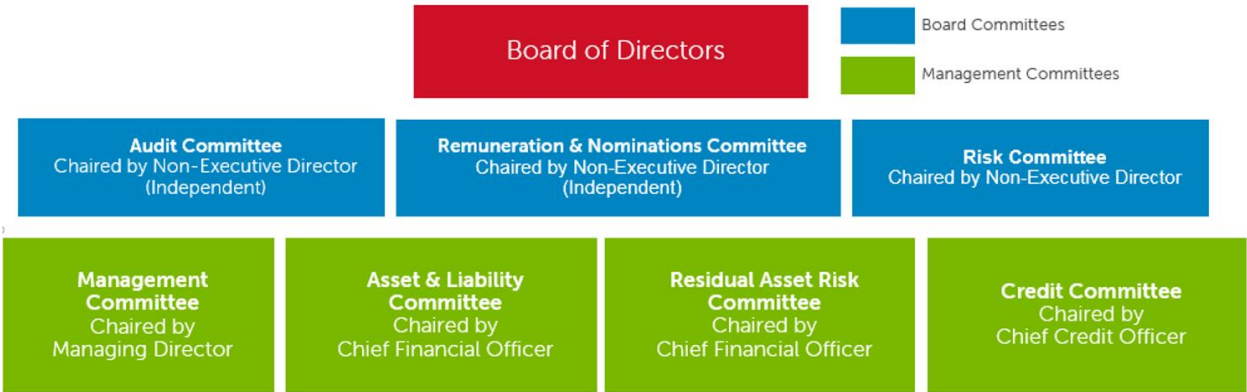 Board of Directors
Board Committees
Management Committees
Audit Committee
Chaired by Non-Executive Director
(Independent)
Remuneration & Nominations Committee
Chaired by Non-Executive Director
(Independent)
Risk Committee
Chaired by Non-Executive Director
Management
Committee
Chaired by
Managing Director
Asset & Liability
Committee
Chaired by
Chief Financial Officer
Residual Asset Risk
Committee
Chaired by
Chief Financial Officer
Credit Committee
Chaired by
Chief Credit Officer